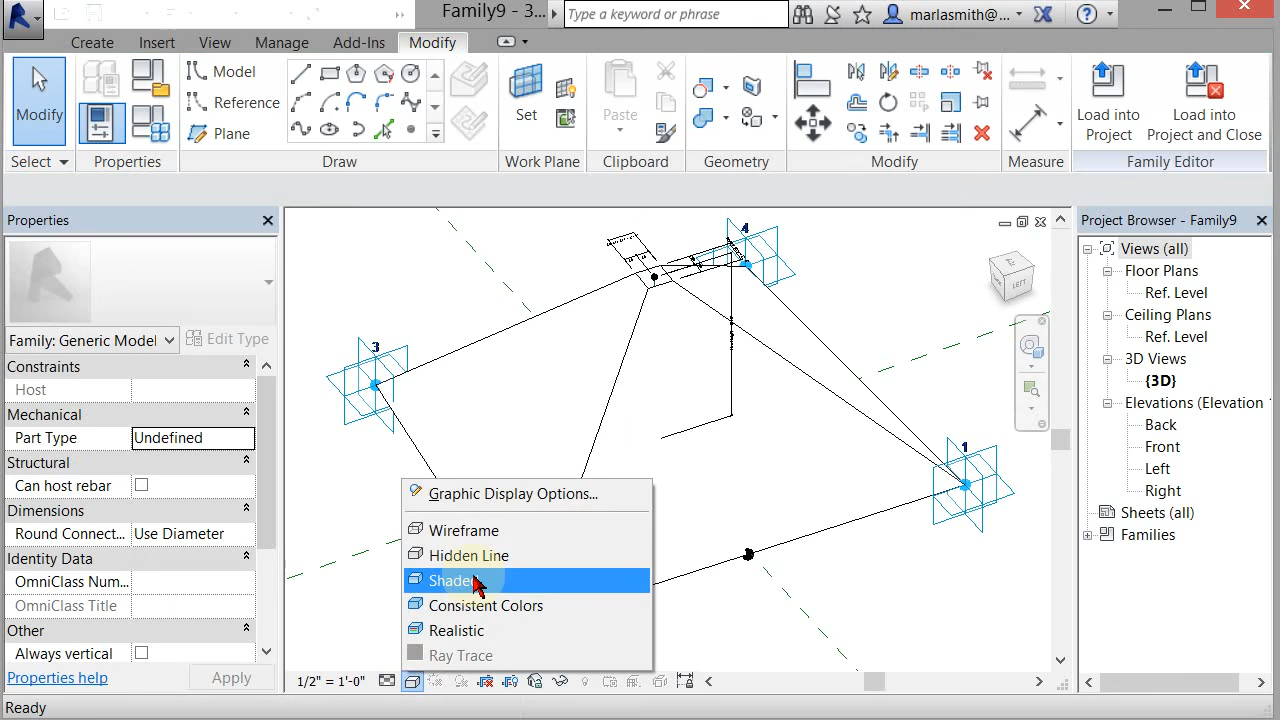 Family9 - 3...
Type a keyword or phrase
marlasmith@...
Create Insert View Manage Add-Ins Modify
Modify
Model
Reference
Plane
Set
Paste
Load into
Project
Load into
Project and Close
Select Properties Draw Work Plane Clipboard Geometry Modify Measure Family Editor
Properties
Family: Generic Model
Edit Type
Constraints
Host
Mechanical
Part Type Undefined
Structural
Can host rebar
Dimensions
Round Connect... Use Diameter
Identity Data
OmniClass Num...
OmniClass Title
Other
Always vertical
Properties help
Apply
4
3
1
LEFT
Graphic Display Options...
Wireframe
Hidden Line
Shaded
Consistent Colors
Realistic
Ray Trace
1/2" = 1'-0"
Project Browser - Family9
Views (all)
Floor Plans
Ref. Level
Ceiling Plans
Ref. Level
3D Views
{3D}
Elevations (Elevation
Back
Front
Left
Right
Sheets (all)
Families
Ready